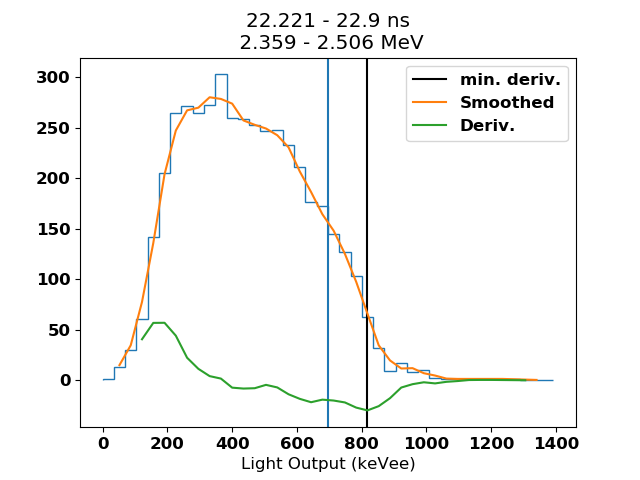 22.221 - 22.9 ns
2.359 - 2.506 MeV
min. deriv.
Smoothed
Deriv.
300
250
200
150
100
50
0
0 200 400 600 800 1000 1200 1400
Light Output (keVee)